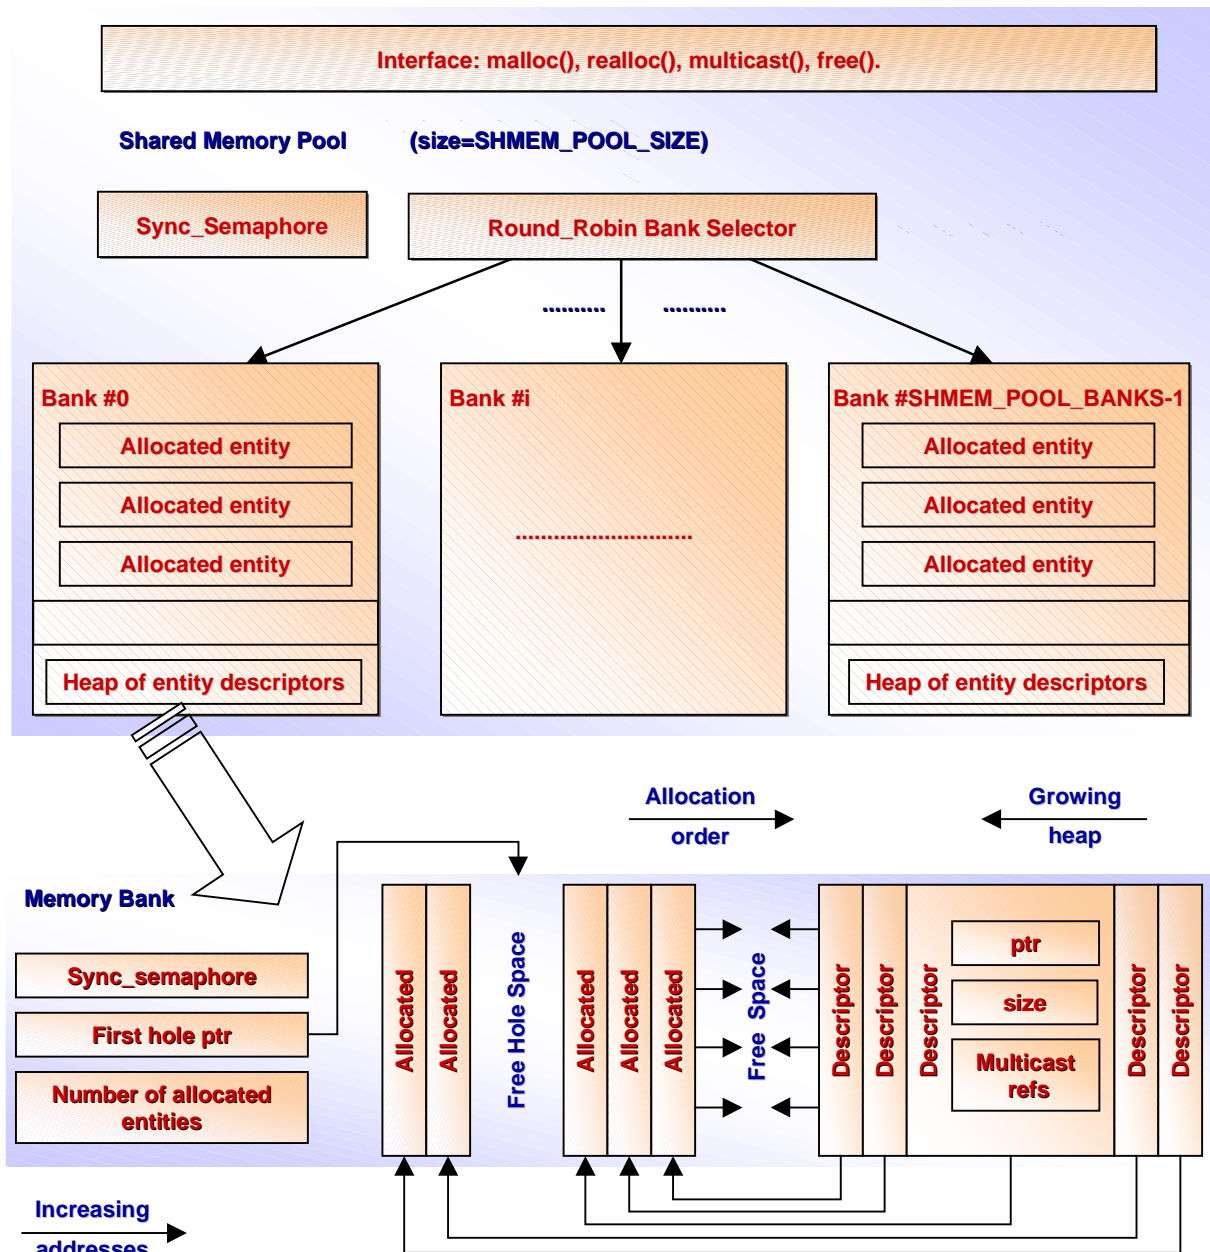 Interface: malloc(), realloc(), multicast(), free().
Shared Memory Pool (size=SHMEM_POOL_SIZE)
Sync_Semaphore
Round_Robin Bank Selector
.......... ..........
Bank #0
Allocated entity
Allocated entity
Allocated entity
Heap of entity descriptors
Bank #i
............................
Bank #SHMEM_POOL_BANKS-1
Allocated entity
Allocated entity
Allocated entity
Heap of entity descriptors
Allocation
order
Growing
heap
Memory Bank
Sync_semaphore
First hole ptr
Number of allocated
entities
Allocated
Allocated
Free Hole Space
Allocated
Allocated
Allocated
Free Space
Descriptor
Descriptor
Descriptor
ptr
size
Multicast
refs
Descriptor
Descriptor
Increasing
addresses